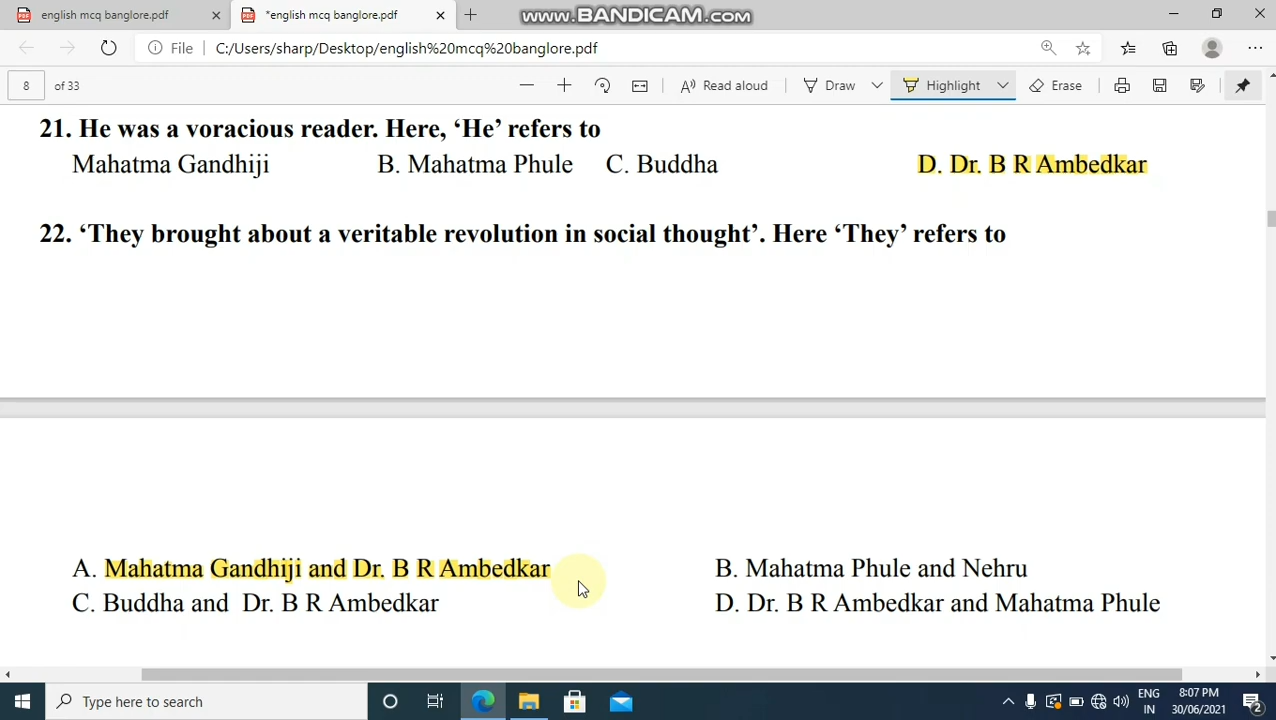 english mcq banglore.pdf
*english mcq banglore.pdf
www.BANDICAM.com
File
C:/Users/sharp/Desktop/english%20mcq%20banglore.pdf
8 of 33
Read aloud
Draw
Highlight
Erase
21. He was a voracious reader. Here, ‘He’ refers to
Mahatma Gandhiji B. Mahatma Phule C. Buddha D. Dr. B R Ambedkar
22. ‘They brought about a veritable revolution in social thought’. Here ‘They’ refers to
A. Mahatma Gandhiji and Dr. B R Ambedkar B. Mahatma Phule and Nehru
C. Buddha and Dr. B R Ambedkar D. Dr. B R Ambedkar and Mahatma Phule
Type here to search
ENG
IN
8:07 PM
30/06/2021
2